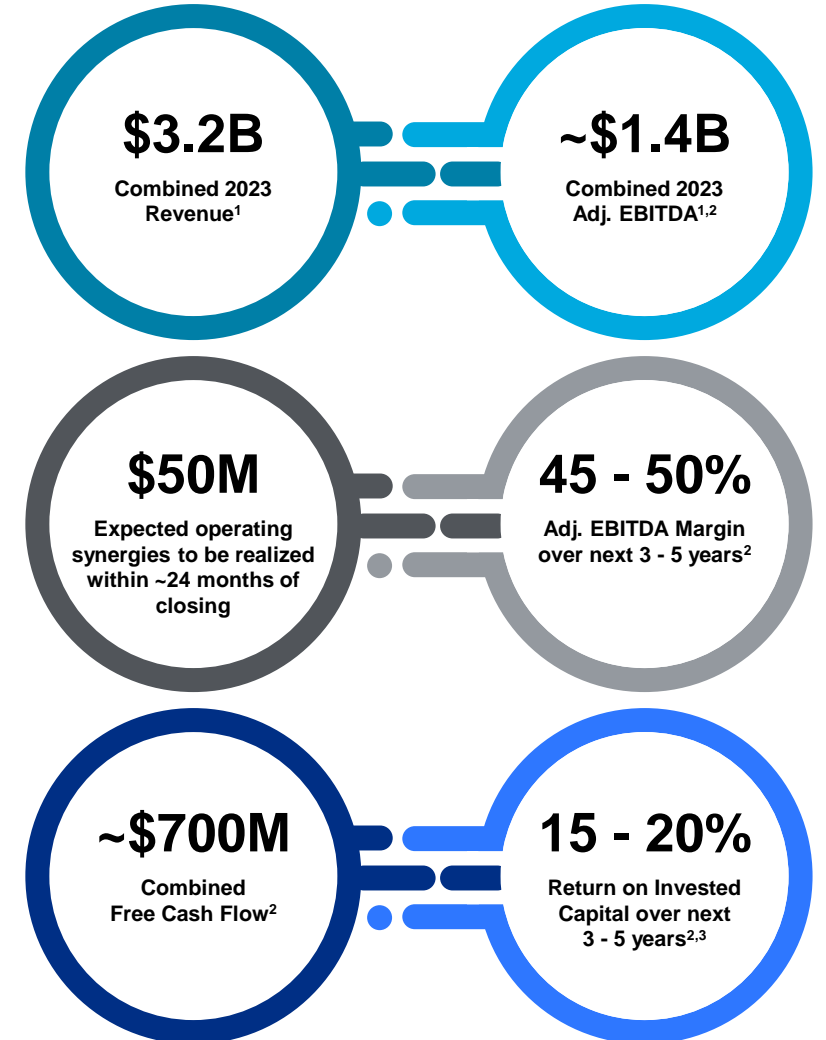 $3.2B
Combined 2023
Revenue¹
~$1.4B
Combined 2023
Adj. EBITDA¹,²
$50M
Expected operating
synergies to be realized
within ~24 months of
closing
45 - 50%
Adj. EBITDA Margin
over next 3 - 5 years²
~$700M
Combined
Free Cash Flow²
15 - 20%
Return on Invested
Capital over next
3 - 5 years²,³